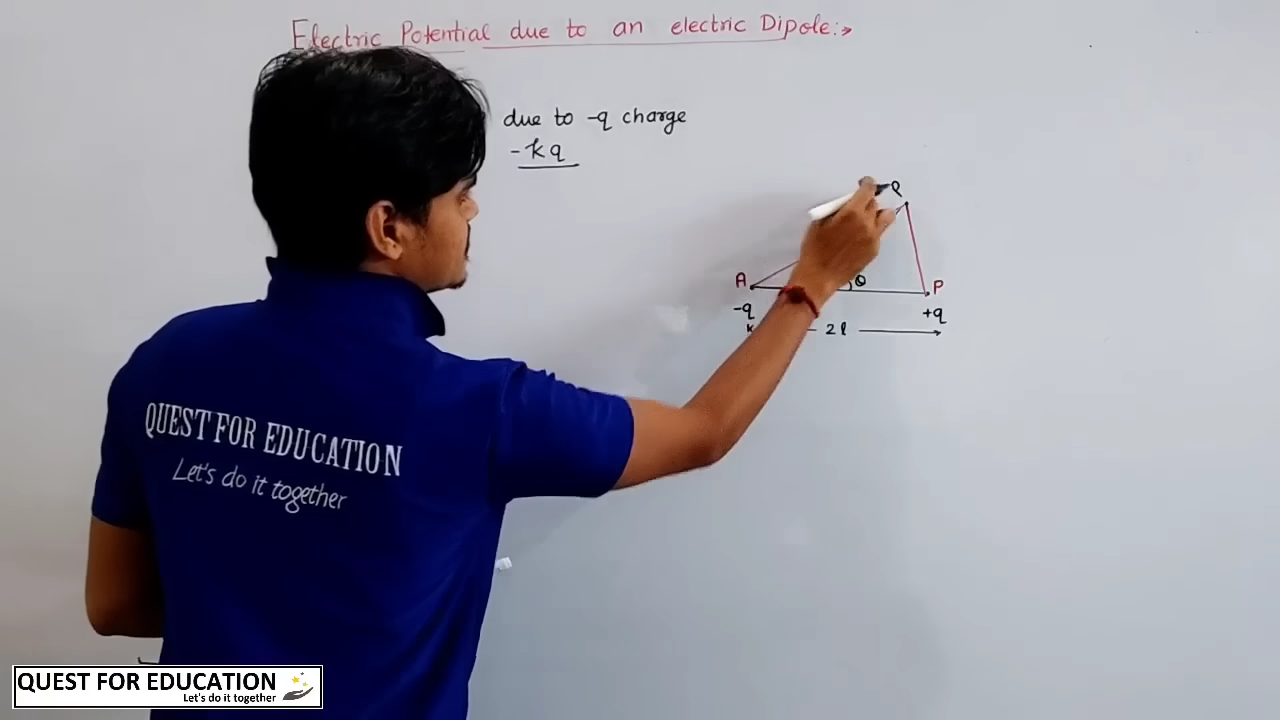 Electric Potential due to an electric Dipole:->
due to -q charge
-kq
A
θ
P
-q
+q
2l
QUEST FOR EDUCATION
Let's do it together
QUEST FOR EDUCATION
Let's do it together